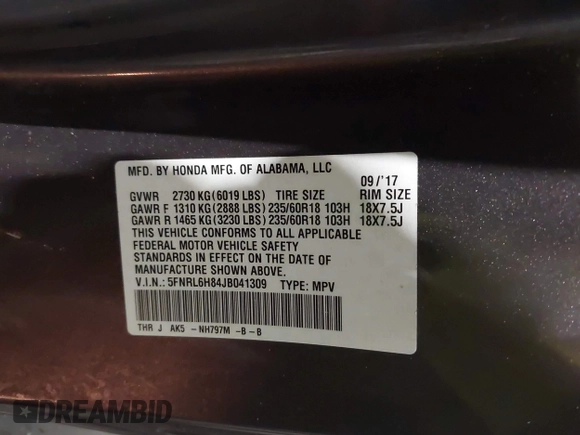 MFD. BY HONDA MFG. OF ALABAMA, LLC 09/'17
GVWR 2730 KG(6019 LBS) TIRE SIZE RIM SIZE
GAWR F 1310 KG(2888 LBS) 235/60R18 103H 18X7.5J
GAWR R 1465 KG(3230 LBS) 235/60R18 103H 18X7.5J
THIS VEHICLE CONFORMS TO ALL APPLICABLE
FEDERAL MOTOR VEHICLE SAFETY
STANDARDS IN EFFECT ON THE DATE OF
MANUFACTURE SHOWN ABOVE.
V.I.N.: 5FNRL6H84JB041309 TYPE: MPV
THR J AK5 - NH797M -B - B
DREAMBID